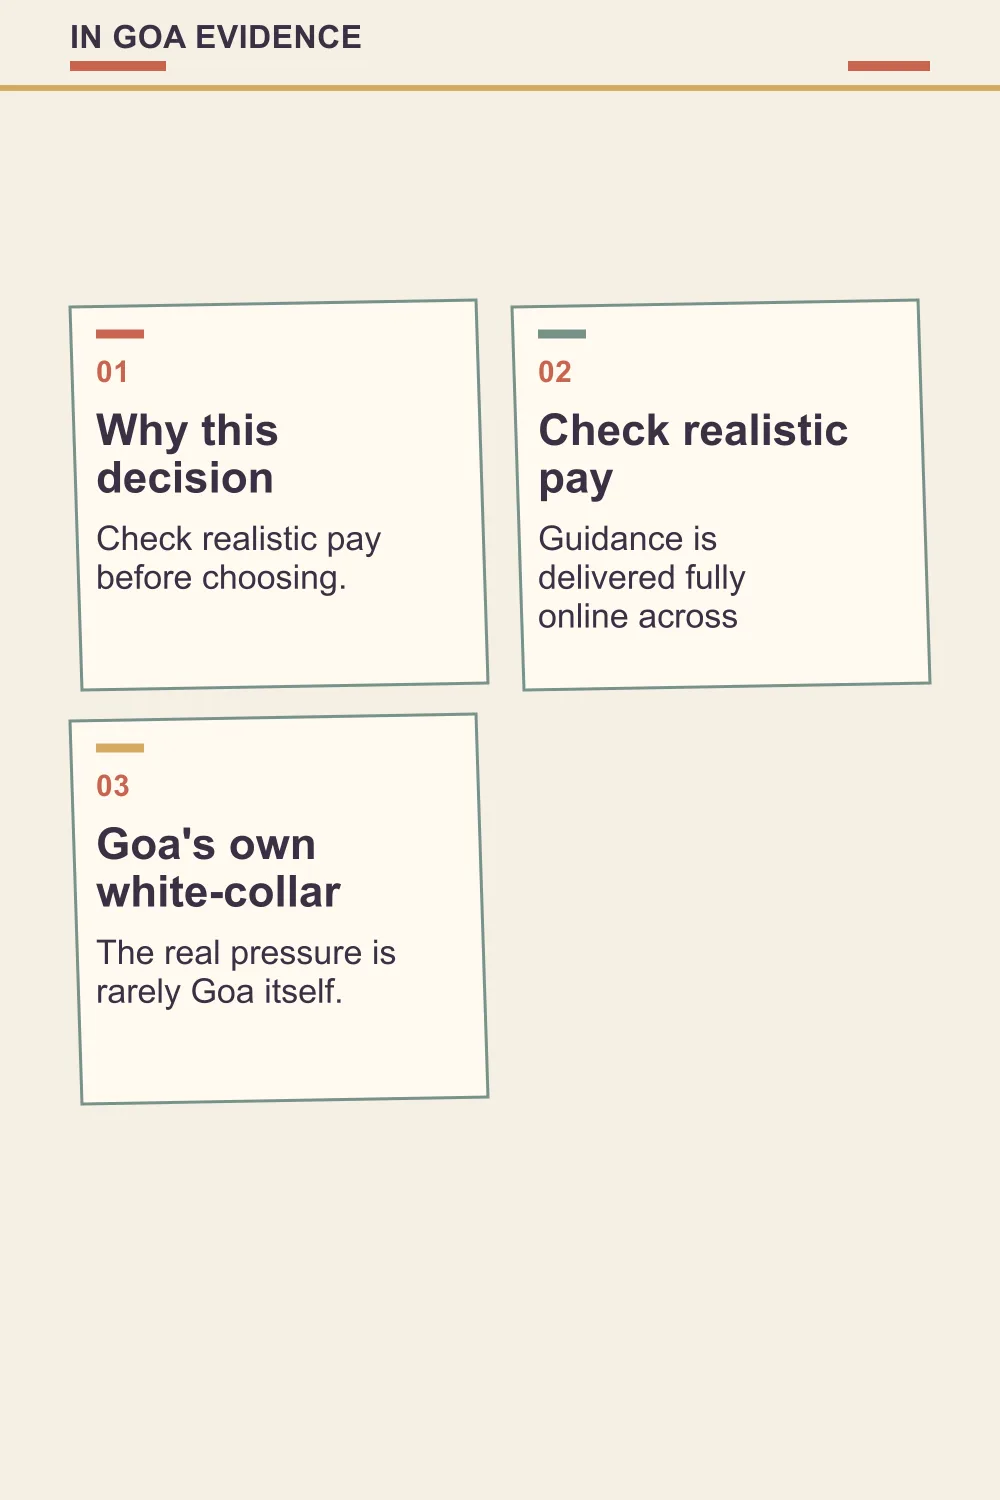 IN GOA EVIDENCE
01
Why this
decision
Check realistic pay
before choosing.
02
Check realistic
pay
Guidance is
delivered fully
online across
03
Goa's own
white-collar
The real pressure is
rarely Goa itself.